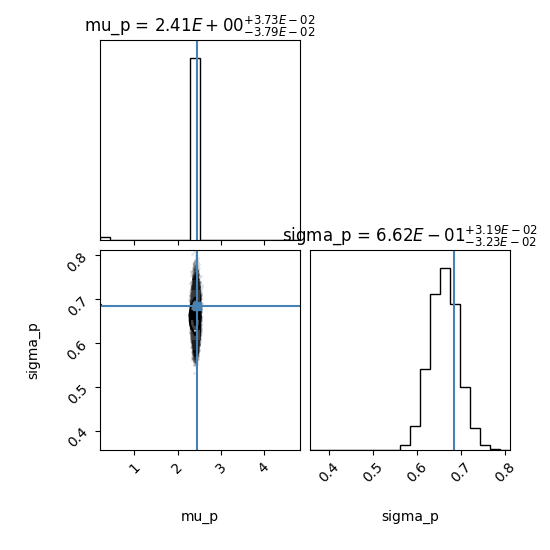 mu_p = 2.41E + 00+3.73E − 02
−3.79E − 02
sigma_p = 6.62E − 01+3.19E − 02
−3.23E − 02
0.8
0.7
0.6
0.5
0.4
sigma_p
1 2 3 4
mu_p
0.4 0.5 0.6 0.7 0.8
sigma_p